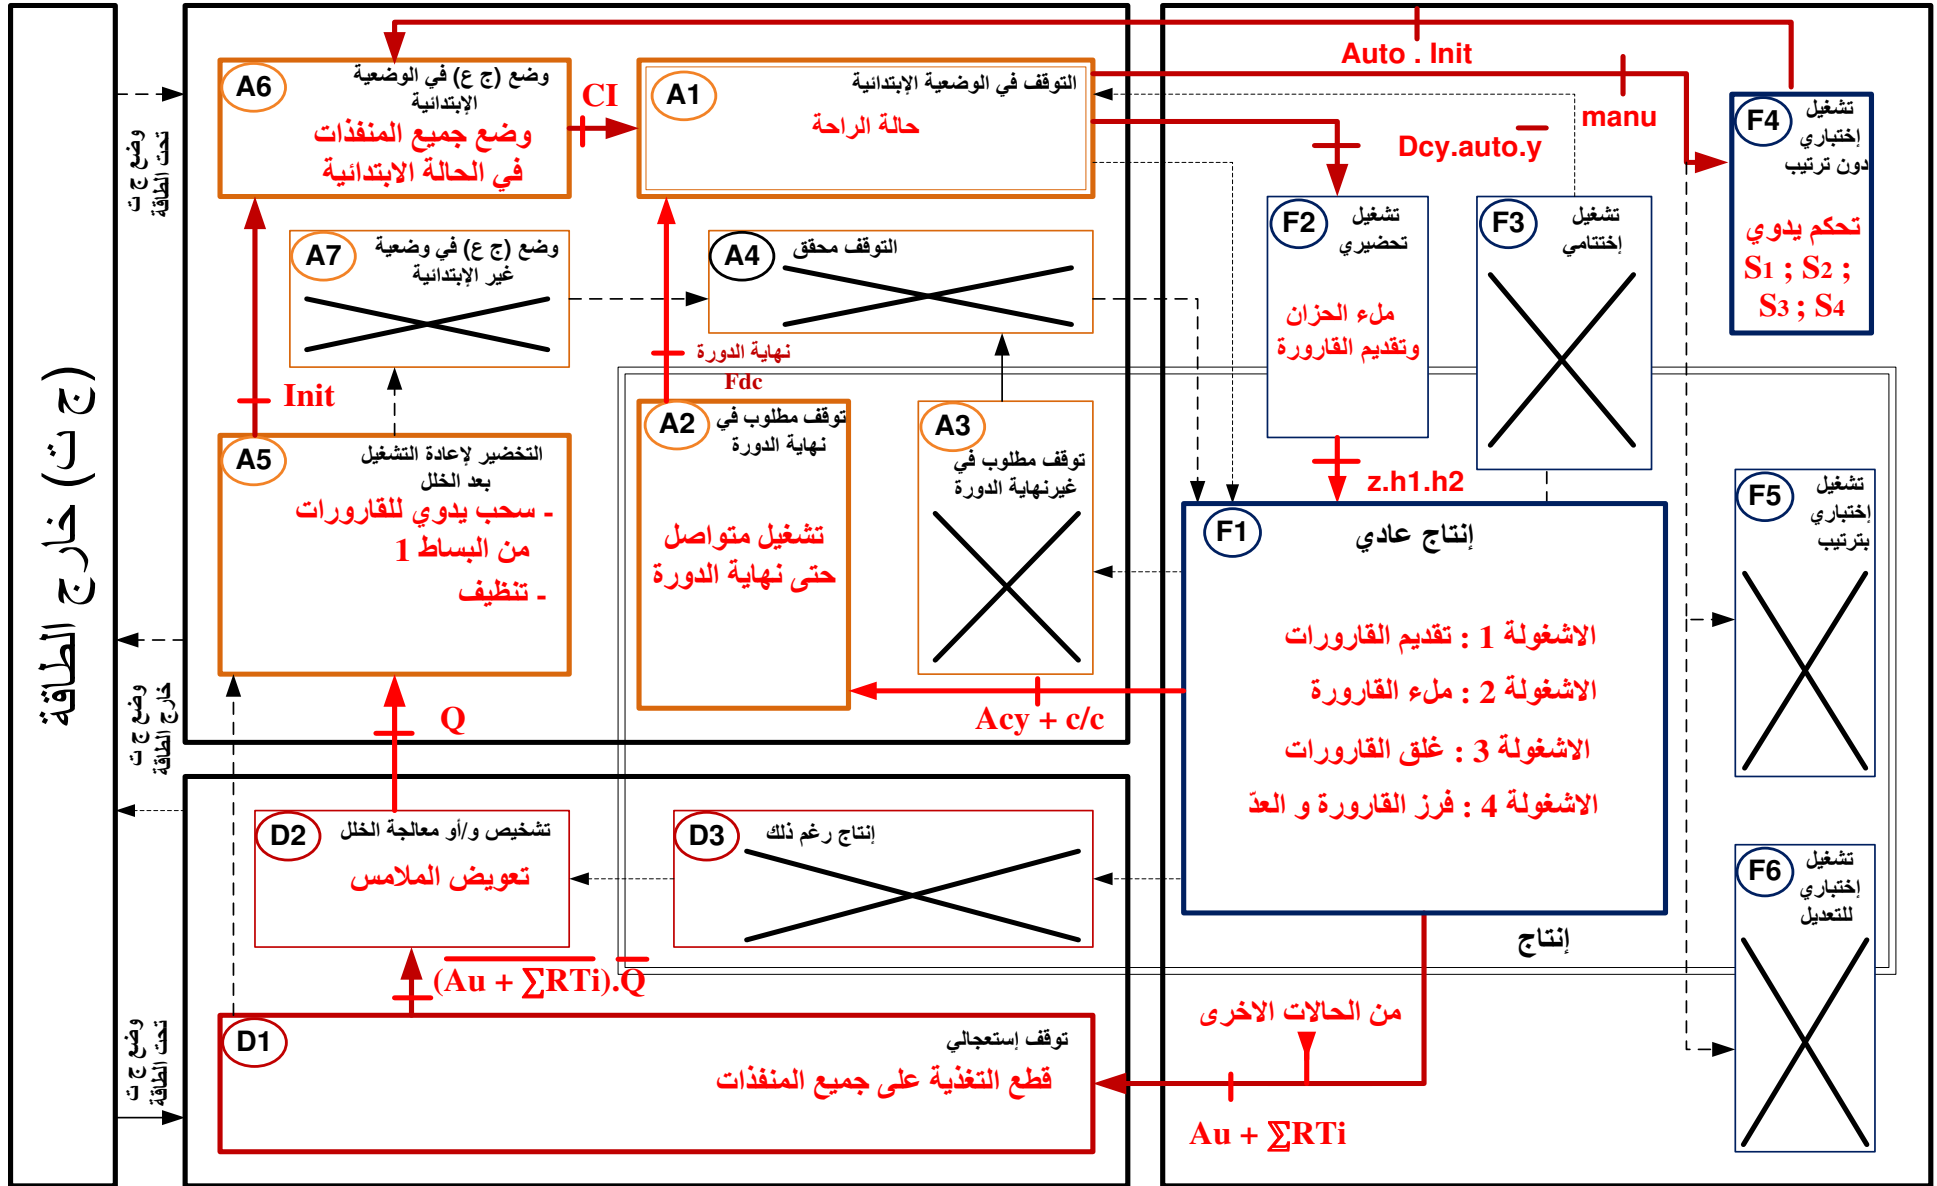 (ج ت) خارج الطاقة
وضع ج ت
تحت الطاقة
وضع ج ت
خارج الطاقة
وضع ج ت
تحت الطاقة
A6
وضع (ج ع) في الوضعية
الإبتدائية
وضع جميع المنفذات
في الحالة الابتدائية
CI
A1
التوقف في الوضعية الإبتدائية
حالة الراحة
Auto . Init
manu
Dcy.auto.y
F4
تشغيل
إختباري
دون ترتيب
تحكم يدوي
S1 ; S2 ;
S3 ; S4
F2
تشغيل
تحضيري
ملء الحزان
وتقديم القارورة
F3
تشغيل
إختتامي
A7
وضع (ج ع) في وضعية
غير الإبتدائية
A4
التوقف محقق
نهاية الدورة
Fdc
Init
A5
التخضير لإعادة التشغيل
بعد الخلل
- سحب يدوي للقارورات
من البساط 1
- تنظيف
A2
توقف مطلوب في
نهاية الدورة
تشغيل متواصل
حتى نهاية الدورة
A3
توقف مطلوب في
غيرنهاية الدورة
z.h1.h2
F1
إنتاج عادي
الاشغولة 1 : تقديم القارورات
الاشغولة 2 : ملء القارورة
الاشغولة 3 : غلق القارورات
الاشغولة 4 : فرز القارورة و العدّ
F5
تشغيل
إختباري
بترتيب
Acy + c/c
Q
D2
تشخيص و/أو معالجة الخلل
تعويض الملامس
D3
إنتاج رغم ذلك
F6
تشغيل
إختباري
للتعديل
إنتاج
(Au + ∑RTi).Q
من الحالات الاخرى
D1
توقف إستعجالي
قطع التغذية على جميع المنفذات
Au + ∑RTi